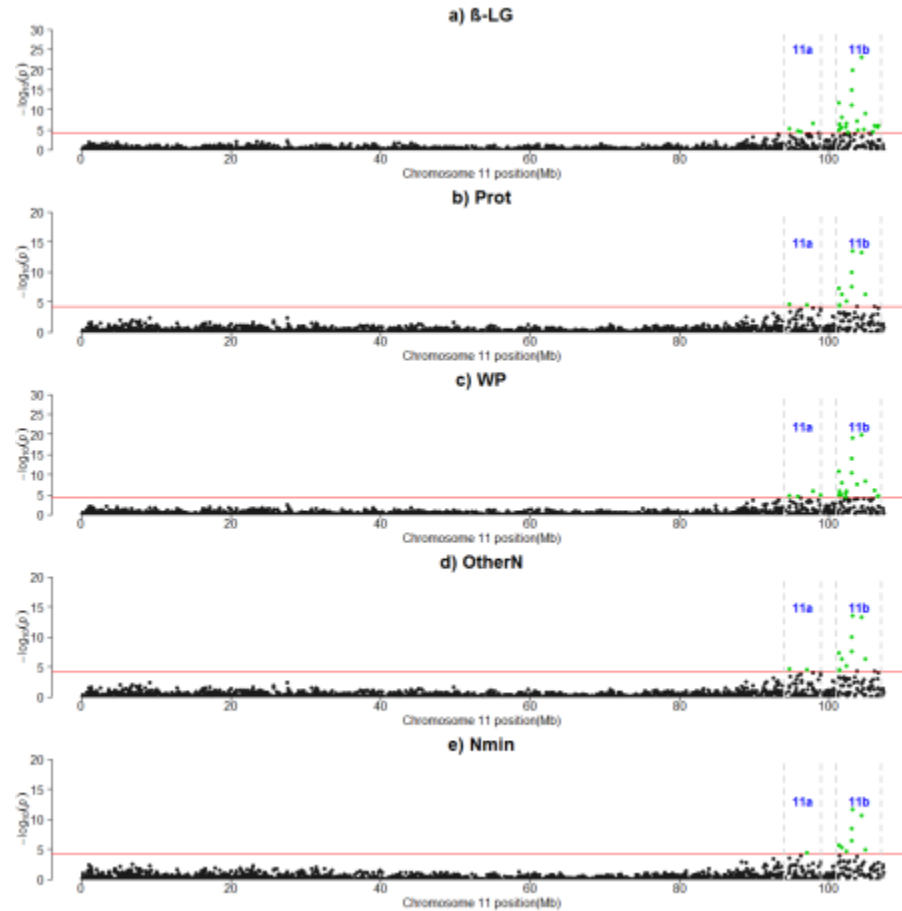 a) ß-LG
−log₁₀(p)
30
25
20
15
10
5
0
11a 11b
0 20 40 60 80 100
Chromosome 11 position(Mb)
b) Prot
−log₁₀(p)
20
15
10
5
0
11a 11b
0 20 40 60 80 100
Chromosome 11 position(Mb)
c) WP
−log₁₀(p)
30
25
20
15
10
5
0
11a 11b
0 20 40 60 80 100
Chromosome 11 position(Mb)
d) OtherN
−log₁₀(p)
20
15
10
5
0
11a 11b
0 20 40 60 80 100
Chromosome 11 position(Mb)
e) Nmin
−log₁₀(p)
20
15
10
5
0
11a 11b
0 20 40 60 80 100
Chromosome 11 position(Mb)